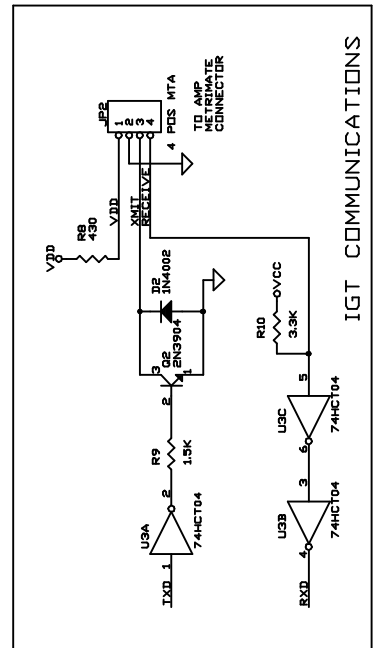 JP2
1
2
3
4
4 POS MTA
TO AMP
METRIMATE
CONNECTOR
VDD
R8
430
VDD
XMIT
RECEIVE
D2
1N4002
Q2
2N3904
3
2
1
R9
1.5K
U3A
2
1
74HCT04
TXD
R10
VCC
3.3K
U3C
5
6
74HCT04
U3B
3
4
74HCT04
RXD
IGT COMMUNICATIONS